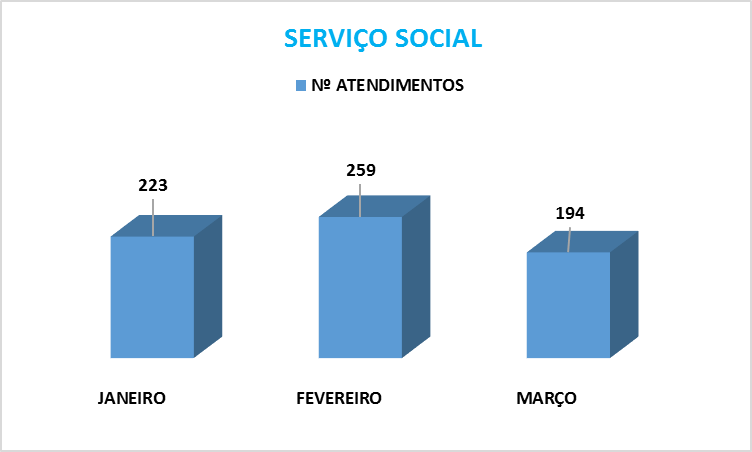 SERVIÇO SOCIAL
Nº ATENDIMENTOS
223
259
194
JANEIRO
FEVEREIRO
MARÇO